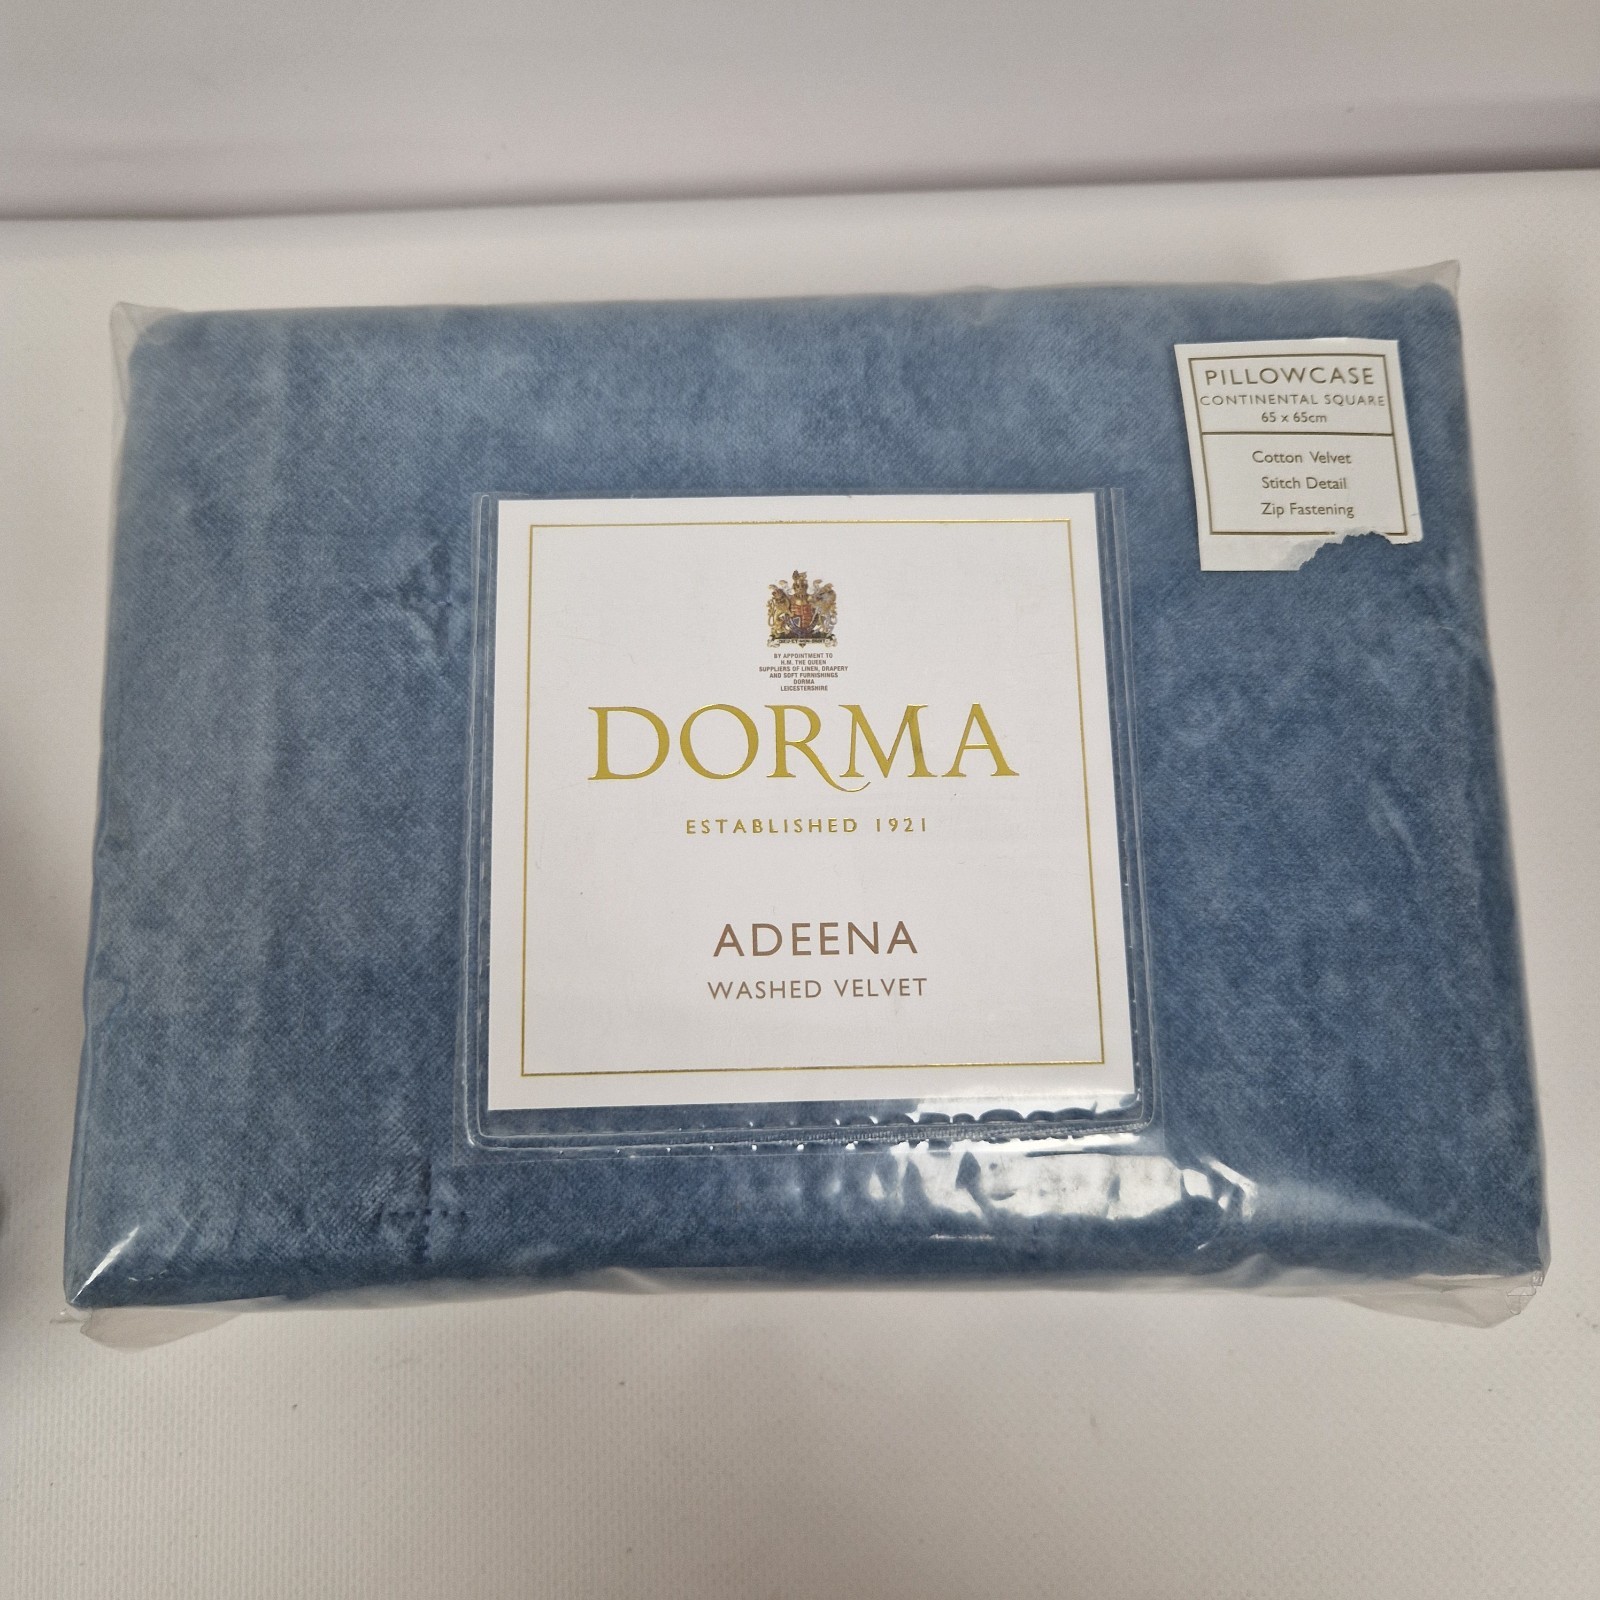 PILLOWCASE
CONTINENTAL SQUARE
65 x 65cm
Cotton Velvet
Stitch Detail
Zip Fastening
BY APPOINTMENT TO
H.M. THE QUEEN
SUPPLIERS OF LINEN, DRAPERY
AND SOFT FURNISHINGS
DORMA
LEICESTERSHIRE
DORMA
ESTABLISHED 1921
ADEENA
WASHED VELVET